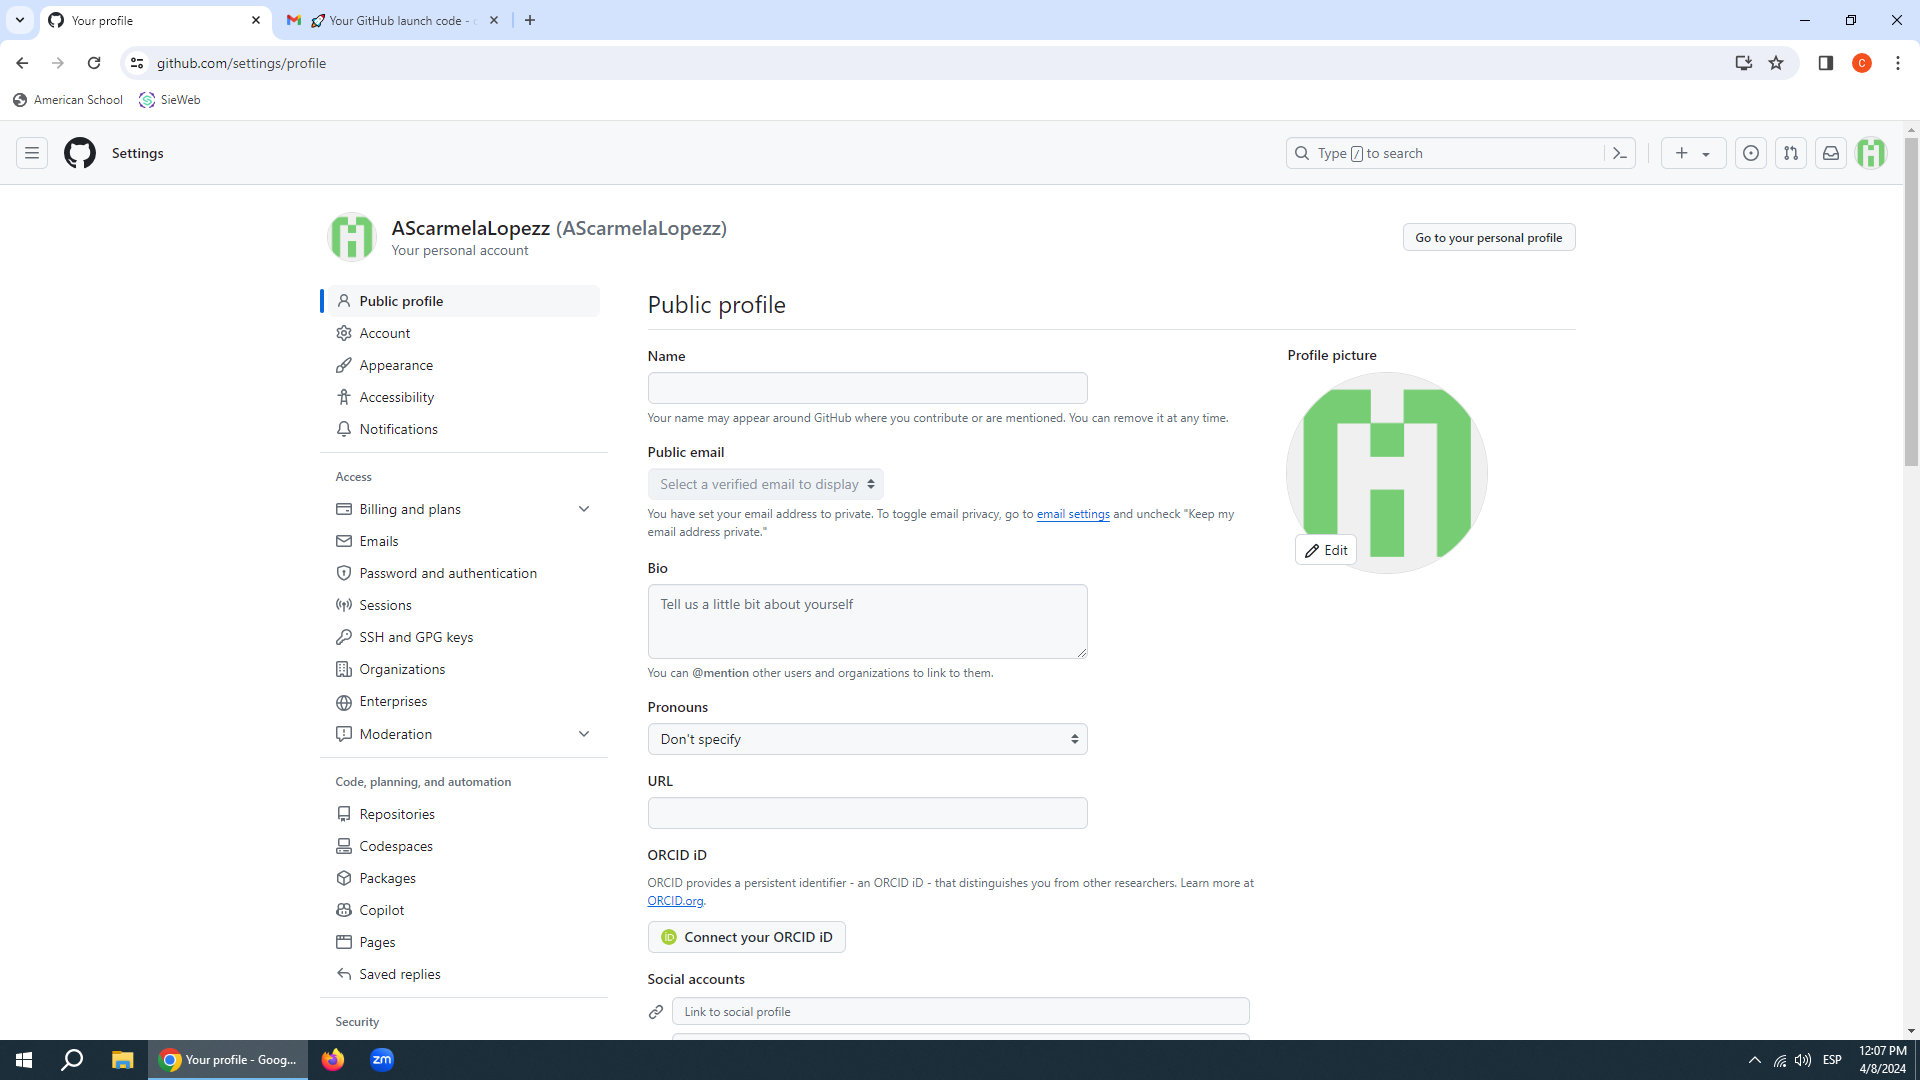 Your profile
Your GitHub launch code -
github.com/settings/profile
C
American School
SieWeb
Settings
Type / to search
AScarmelaLopezz (AScarmelaLopezz)
Your personal account
Go to your personal profile
Public profile
Account
Appearance
Accessibility
Notifications
Access
Billing and plans
Emails
Password and authentication
Sessions
SSH and GPG keys
Organizations
Enterprises
Moderation
Code, planning, and automation
Repositories
Codespaces
Packages
Copilot
Pages
Saved replies
Security
Public profile
Name
Your name may appear around GitHub where you contribute or are mentioned. You can remove it at any time.
Public email
Select a verified email to display
You have set your email address to private. To toggle email privacy, go to email settings and uncheck "Keep my
email address private."
Bio
Tell us a little bit about yourself
You can @mention other users and organizations to link to them.
Pronouns
Don't specify
URL
ORCID iD
ORCID provides a persistent identifier - an ORCID iD - that distinguishes you from other researchers. Learn more at
ORCID.org.
iD Connect your ORCID iD
Social accounts
Link to social profile
Profile picture
Edit
Your profile - Goog...
zm
ESP
12:07 PM
4/8/2024